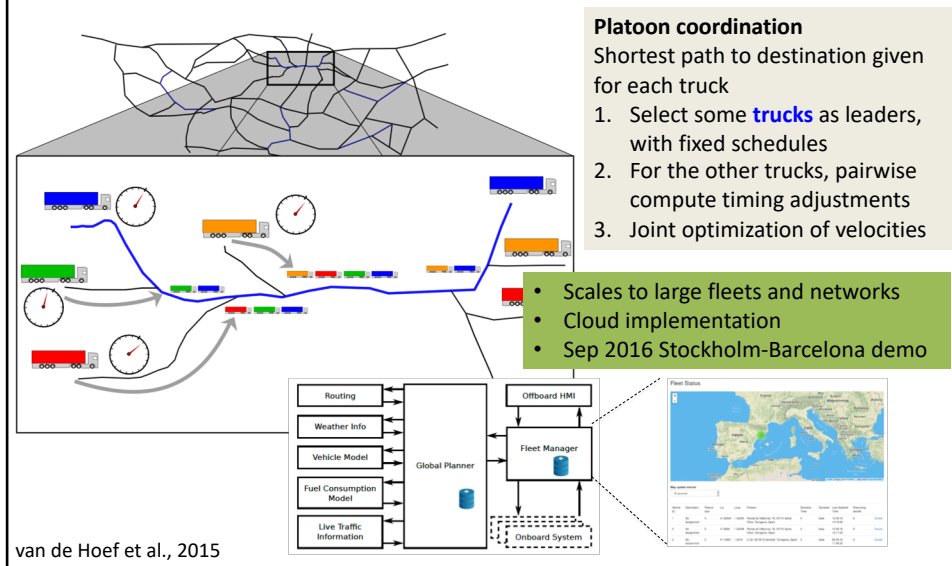 Platoon coordination
Shortest path to destination given
for each truck
1. Select some trucks as leaders,
with fixed schedules
2. For the other trucks, pairwise
compute timing adjustments
3. Joint optimization of velocities
• Scales to large fleets and networks
• Cloud implementation
• Sep 2016 Stockholm-Barcelona demo
Routing
Weather Info
Vehicle Model
Fuel Consumption
Model
Live Traffic
Information
Global Planner
Offboard HMI
Fleet Manager
Onboard System
Fleet Status
van de Hoef et al., 2015